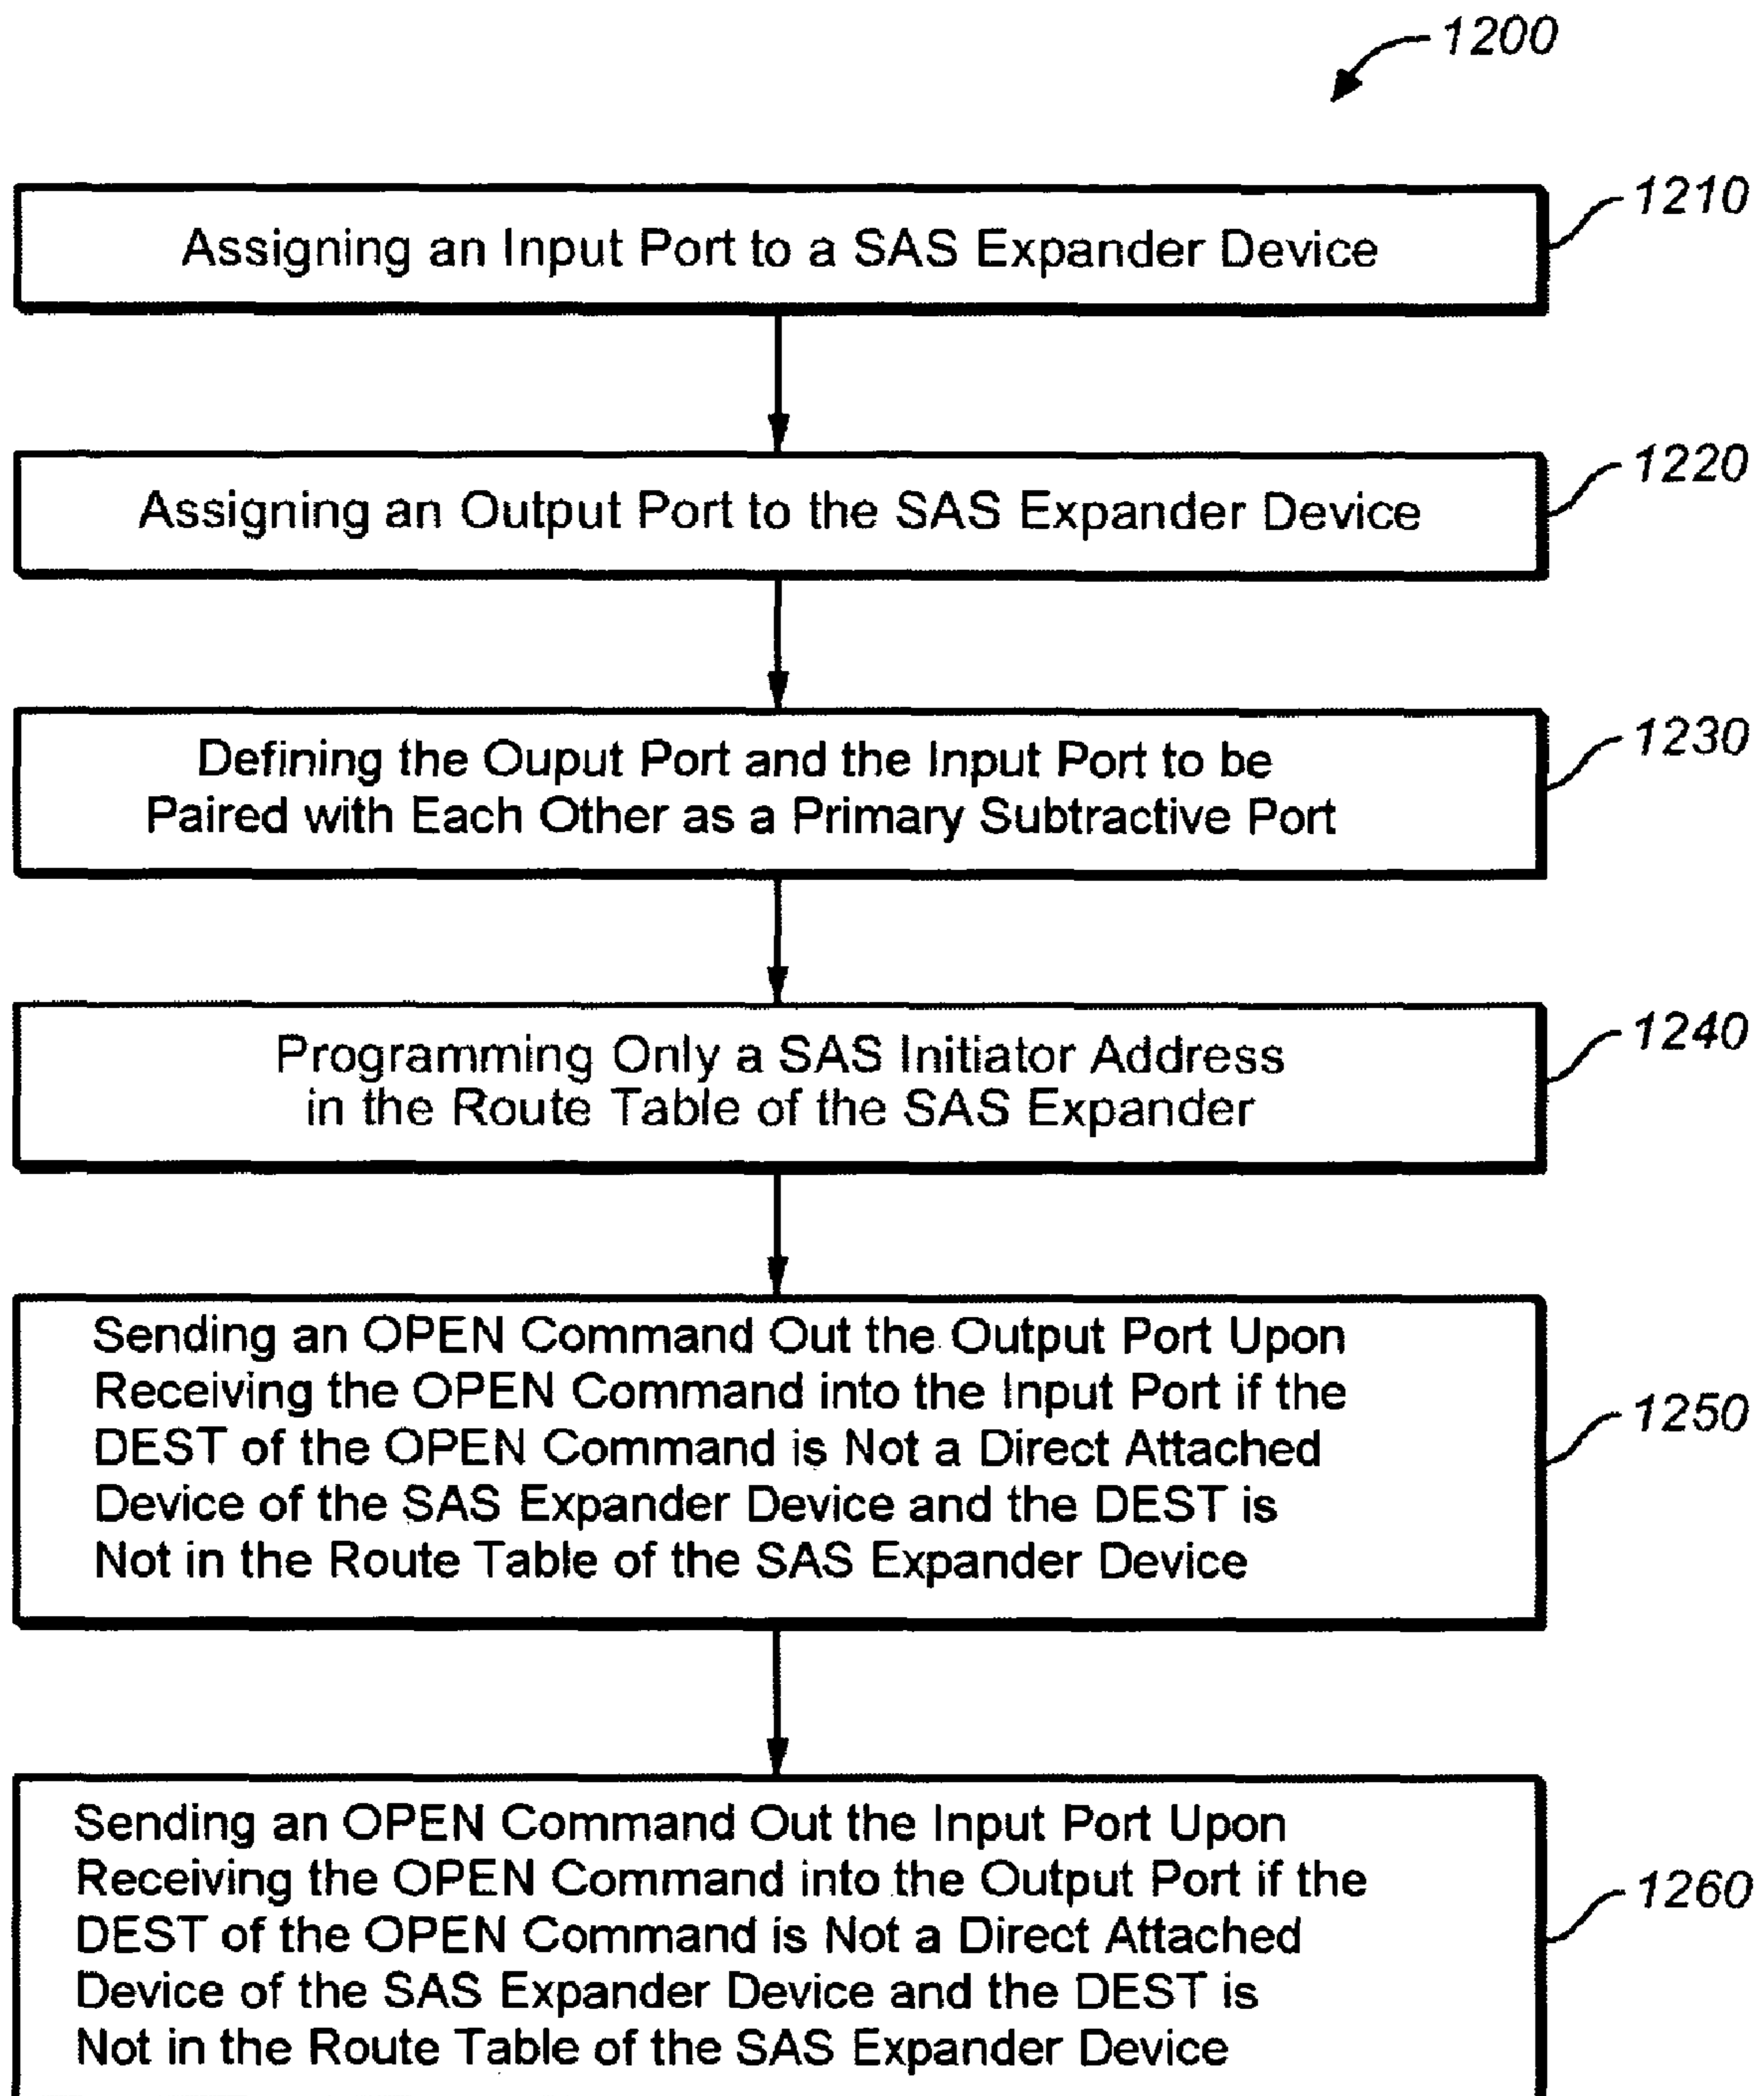 1200
1210
Assigning an Input Port to a SAS Expander Device
1220
Assigning an Output Port to the SAS Expander Device
1230
Defining the Ouput Port and the Input Port to be
Paired with Each Other as a Primary Subtractive Port
1240
Programming Only a SAS Initiator Address
in the Route Table of the SAS Expander
1250
Sending an OPEN Command Out the Output Port Upon
Receiving the OPEN Command into the Input Port if the
DEST of the OPEN Command is Not a Direct Attached
Device of the SAS Expander Device and the DEST is
Not in the Route Table of the SAS Expander Device
1260
Sending an OPEN Command Out the Input Port Upon
Receiving the OPEN Command into the Output Port if the
DEST of the OPEN Command is Not a Direct Attached
Device of the SAS Expander Device and the DEST is
Not in the Route Table of the SAS Expander Device